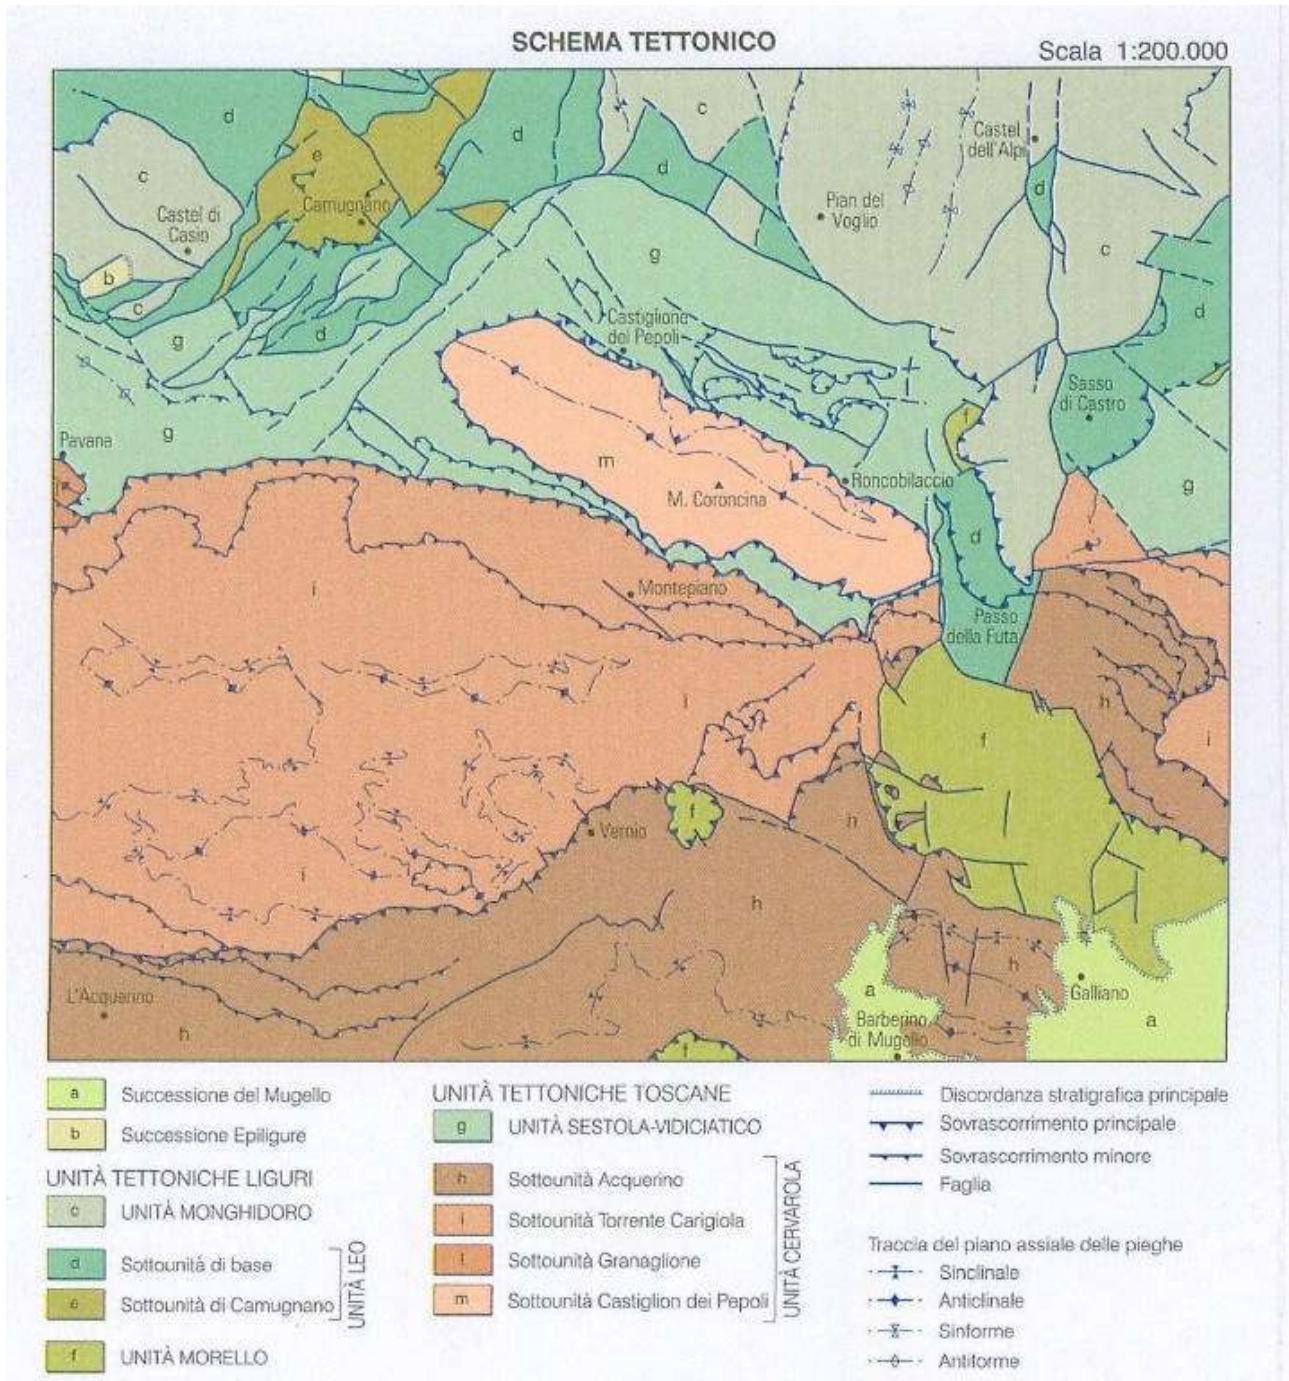 SCHEMA TETTONICO
Scala 1:200.000
d
c
e
c
d
d
c
Castel
dell'Alpi
d
Castel di
Casio
Camugnano
Pian del
Voglio
b
c
g
c
d
g
d
Castiglione
dei Pepoli
Sasso
di Castro
f
Pavana
g
m
M. Coroncina
Roncobilaccio
g
d
i
Montepiano
Passo
della Futa
i
h
f
i
Vernio
f
h
i
h
L'Acquerino
h
a
h
Galliano
a
Barberino
di Mugello
f
a Successione del Mugello
b Successione Epiligure
UNITÀ TETTONICHE LIGURI
c UNITÀ MONGHIDORO
d Sottounità di base
e Sottounità di Camugnano
UNITÀ LEO
f UNITÀ MORELLO
UNITÀ TETTONICHE TOSCANE
g UNITÀ SESTOLA-VIDICIATICO
h Sottounità Acquerino
i Sottounità Torrente Carigiola
l Sottounità Granaglione
m Sottounità Castiglion dei Pepoli
UNITÀ CERVAROLA
Discordanza stratigrafica principale
Sovrascorrimento principale
Sovrascorrimento minore
Faglia
Traccia del piano assiale delle pieghe
Sinclinale
Anticlinale
Sinforme
Antiforme